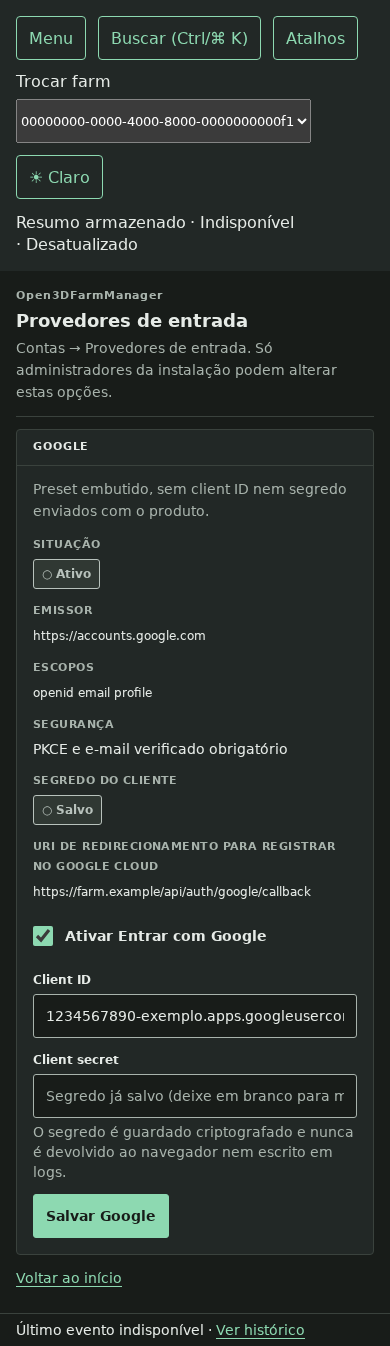 Menu
Buscar (Ctrl/⌘ K)
Atalhos
Trocar farm
00000000-0000-4000-8000-0000000000f1
☀ Claro
Resumo armazenado · Indisponível
· Desatualizado
Open3DFarmManager
Provedores de entrada
Contas → Provedores de entrada. Só
administradores da instalação podem alterar
estas opções.
GOOGLE
Preset embutido, sem client ID nem segredo
enviados com o produto.
SITUAÇÃO
○ Ativo
EMISSOR
https://accounts.google.com
ESCOPOS
openid email profile
SEGURANÇA
PKCE e e-mail verificado obrigatório
SEGREDO DO CLIENTE
○ Salvo
URI DE REDIRECIONAMENTO PARA REGISTRAR
NO GOOGLE CLOUD
https://farm.example/api/auth/google/callback
Ativar Entrar com Google
Client ID
1234567890-exemplo.apps.googleusercor
Client secret
Segredo já salvo (deixe em branco para m
O segredo é guardado criptografado e nunca
é devolvido ao navegador nem escrito em
logs.
Salvar Google
Voltar ao início
Último evento indisponível · Ver histórico